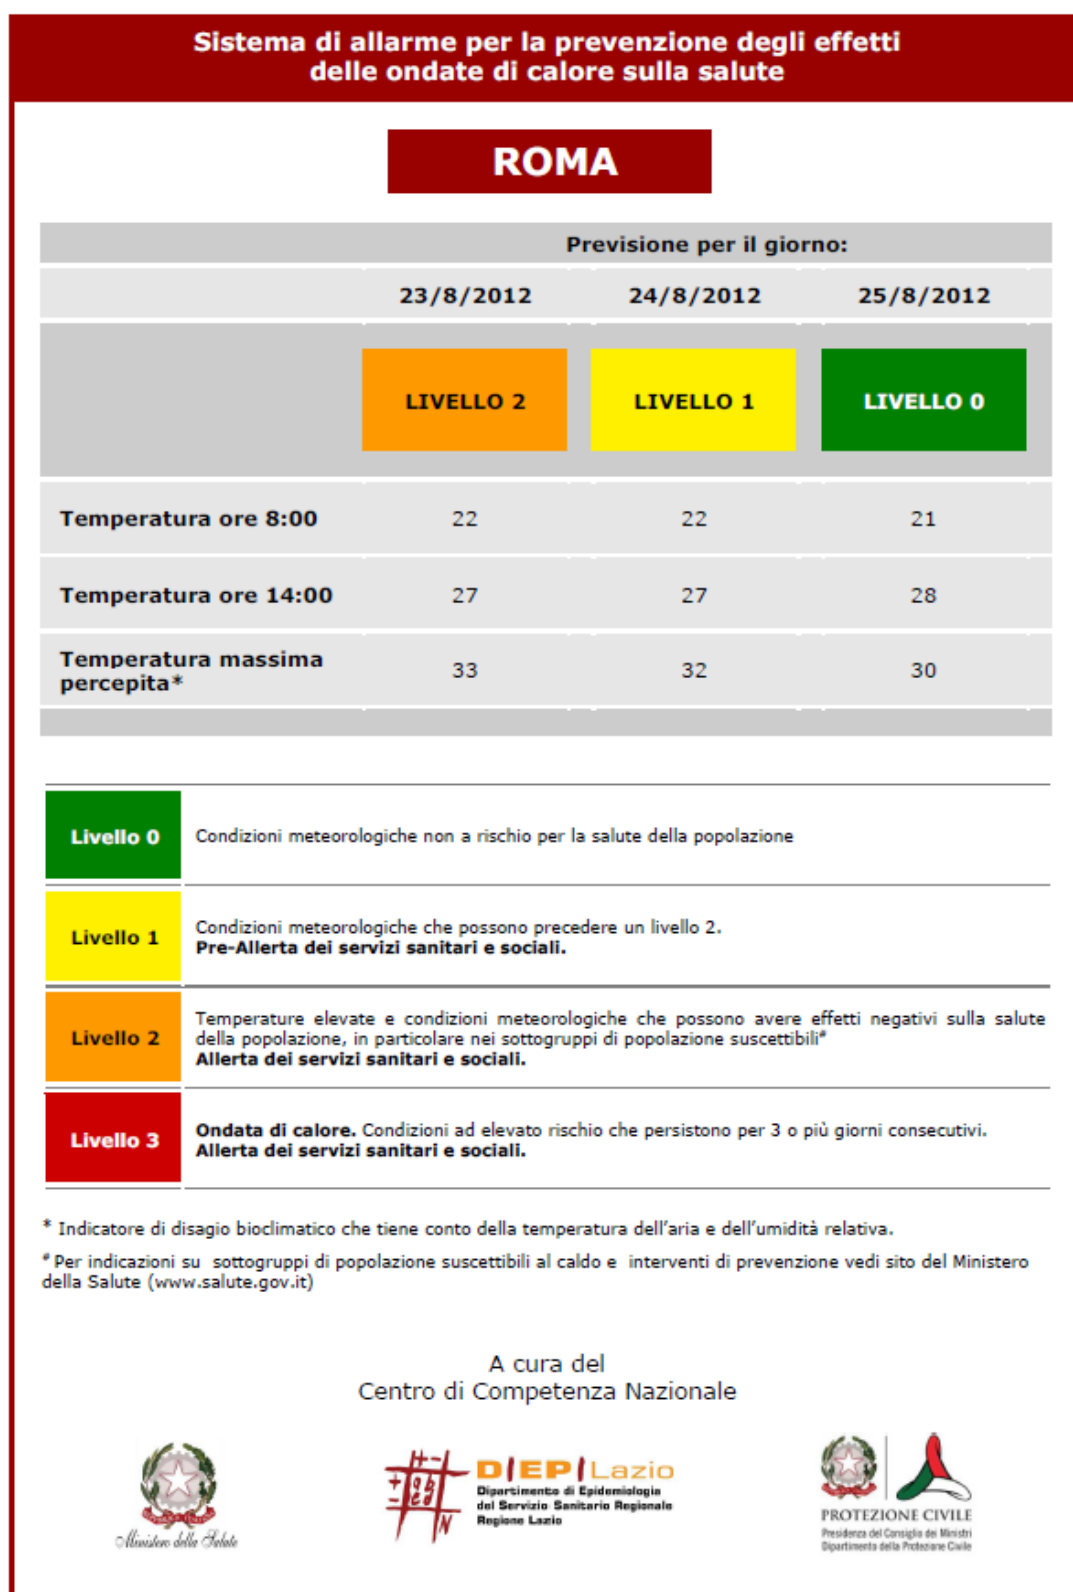 Sistema di allarme per la prevenzione degli effetti
delle ondate di calore sulla salute
ROMA
Previsione per il giorno:
23/8/2012 24/8/2012 25/8/2012
LIVELLO 2 LIVELLO 1 LIVELLO 0
Temperatura ore 8:00 22 22 21
Temperatura ore 14:00 27 27 28
Temperatura massima
percepita* 33 32 30
Livello 0 Condizioni meteorologiche non a rischio per la salute della popolazione
Livello 1 Condizioni meteorologiche che possono precedere un livello 2.
Pre-Allerta dei servizi sanitari e sociali.
Livello 2 Temperature elevate e condizioni meteorologiche che possono avere effetti negativi sulla salute
della popolazione, in particolare nei sottogruppi di popolazione suscettibili#
Allerta dei servizi sanitari e sociali.
Livello 3 Ondata di calore. Condizioni ad elevato rischio che persistono per 3 o più giorni consecutivi.
Allerta dei servizi sanitari e sociali.
* Indicatore di disagio bioclimatico che tiene conto della temperatura dell'aria e dell'umidità relativa.
# Per indicazioni su sottogruppi di popolazione suscettibili al caldo e interventi di prevenzione vedi sito del Ministero
della Salute (www.salute.gov.it)
A cura del
Centro di Competenza Nazionale
Ministero della Salute
D|EP|Lazio
Dipartimento di Epidemiologia
del Servizio Sanitario Regionale
Regione Lazio
PROTEZIONE CIVILE
Presidenza del Consiglio dei Ministri
Dipartimento della Protezione Civile